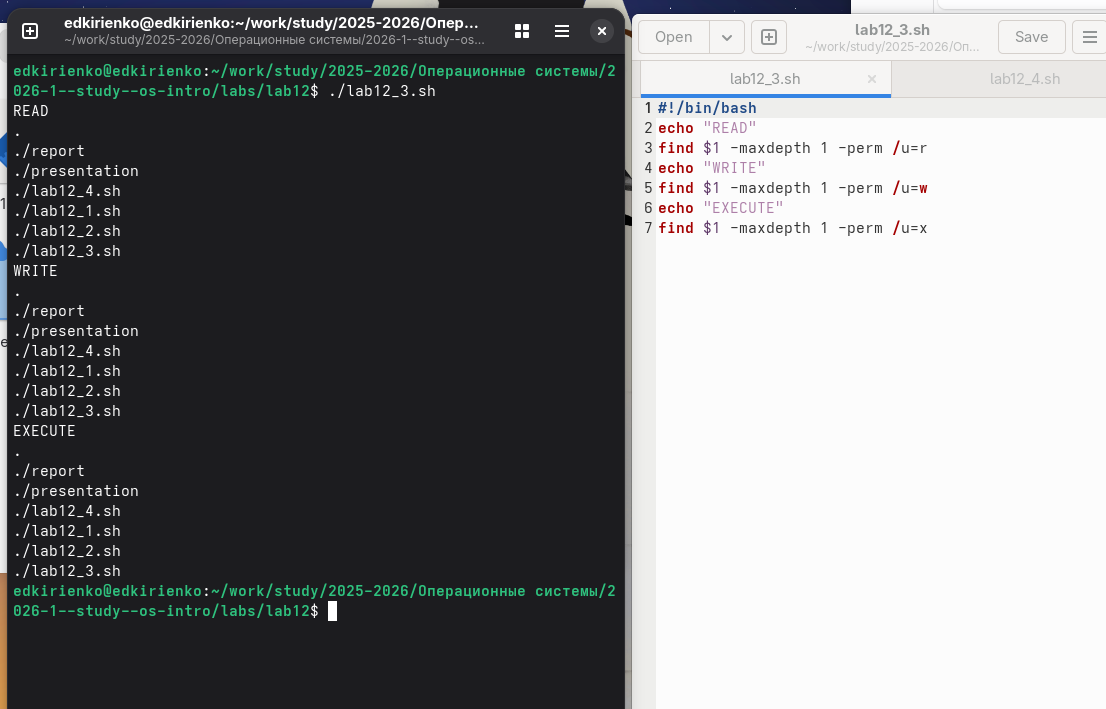 edkirienko@edkirienko:~/work/study/2025-2026/Опер...
~/work/study/2025-2026/Операционные системы/2026-1--study--os...
edkirienko@edkirienko:~/work/study/2025-2026/Операционные системы/2
026-1--study--os-intro/labs/lab12$ ./lab12_3.sh
READ
.
./report
./presentation
./lab12_4.sh
./lab12_1.sh
./lab12_2.sh
./lab12_3.sh
WRITE
.
./report
./presentation
./lab12_4.sh
./lab12_1.sh
./lab12_2.sh
./lab12_3.sh
EXECUTE
.
./report
./presentation
./lab12_4.sh
./lab12_1.sh
./lab12_2.sh
./lab12_3.sh
edkirienko@edkirienko:~/work/study/2025-2026/Операционные системы/2
026-1--study--os-intro/labs/lab12$
Open
lab12_3.sh
~/work/study/2025-2026/Оп...
Save
lab12_3.sh
lab12_4.sh
1 #!/bin/bash
2 echo "READ"
3 find $1 -maxdepth 1 -perm /u=r
4 echo "WRITE"
5 find $1 -maxdepth 1 -perm /u=w
6 echo "EXECUTE"
7 find $1 -maxdepth 1 -perm /u=x